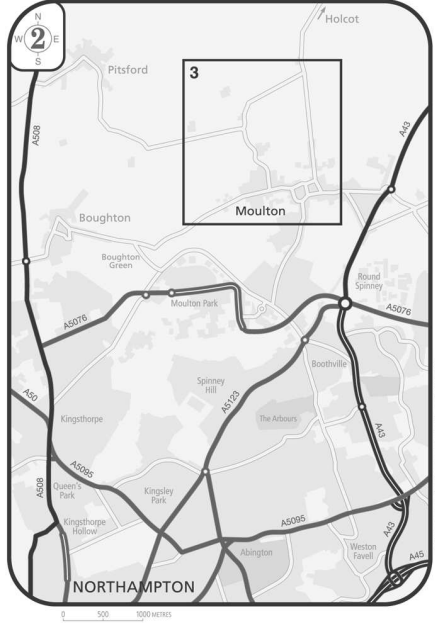 N
W 2 E
S
Holcot
Pitsford
3
A508
A43
Moulton
Boughton
Boughton
Green
Round
Spinney
Moulton Park
A5076
A5076
Boothville
A50
Spinney
Hill
A5123
Kingsthorpe
The Arbours
A43
A5095
A508
Queen's
Park
Kingsley
Park
Kingsthorpe
Hollow
A5095
A43
Abington
Weston
Favell
A45
NORTHAMPTON
0 500 1000 METRES